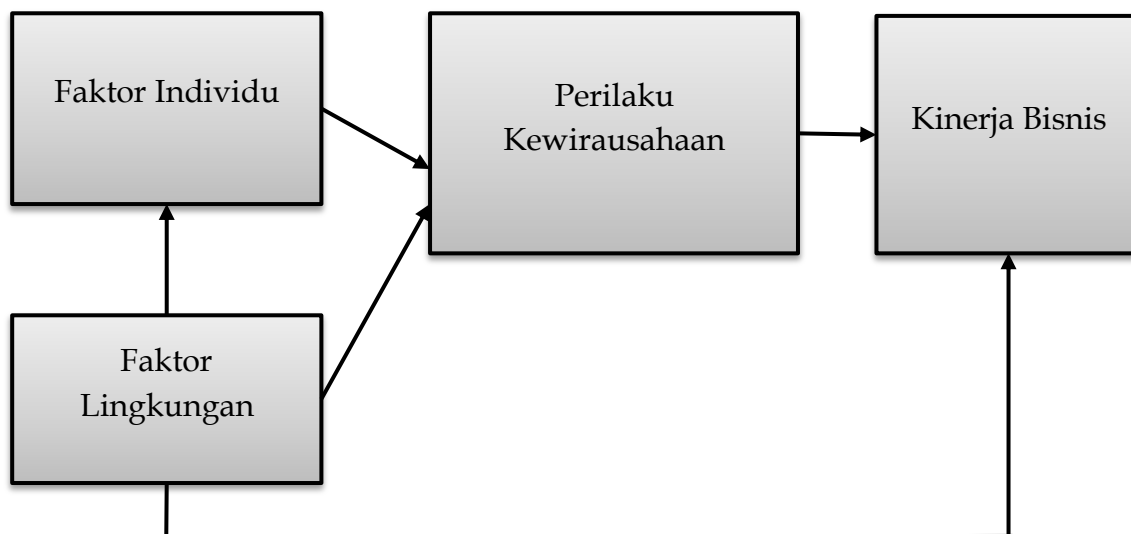 Faktor Individu
Perilaku
Kewirausahaan
Kinerja Bisnis
Faktor
Lingkungan